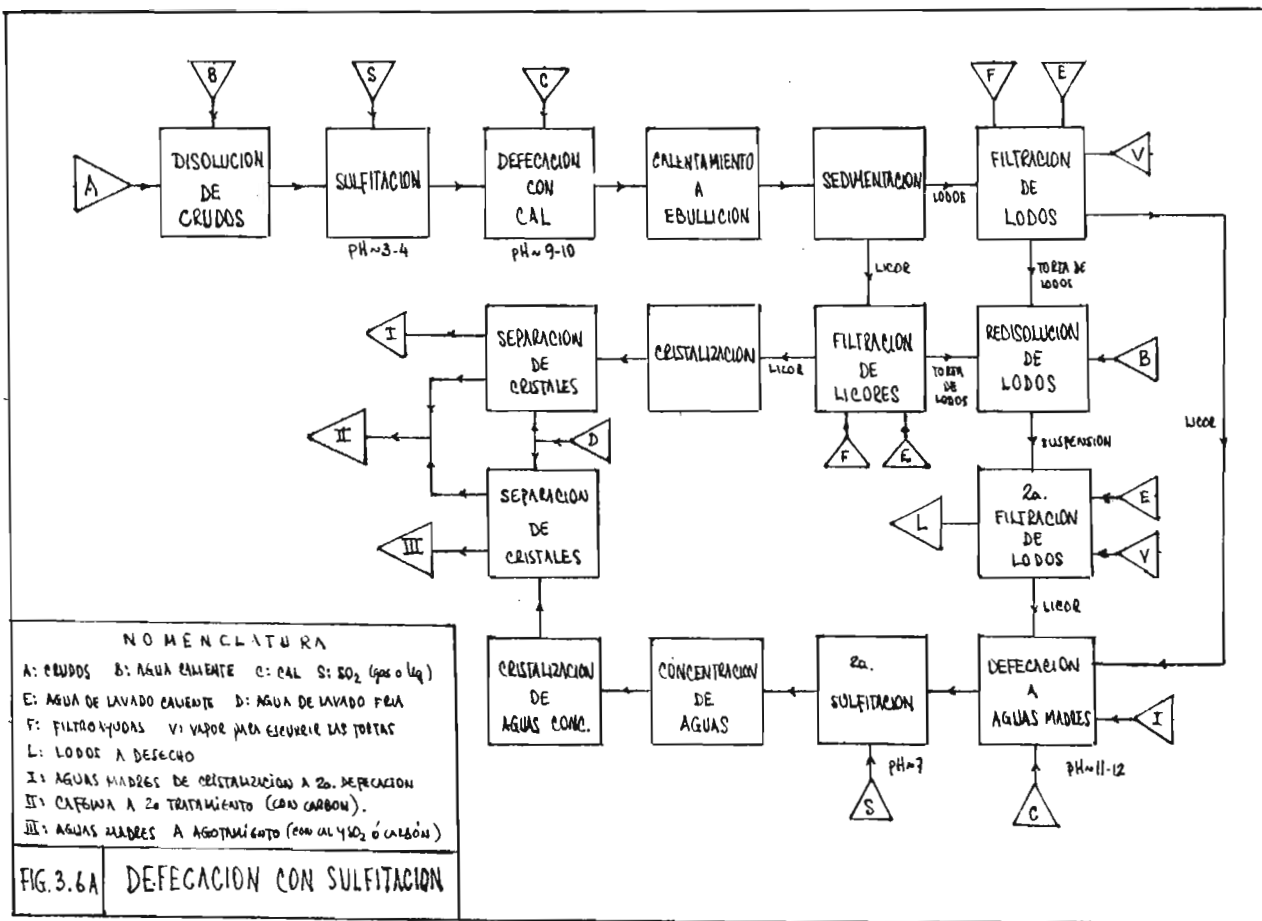 B
S
C
F
E
A
DISOLUCION
DE
CRUDOS
SULFITACION
DEFECACION
CON
CAL
CALENTAMIENTO
A
EBULLICION
SEDIMENTACION
LODOS
FILTRACION
DE
LODOS
V
PH~3-4
PH~9-10
LICOR
TORTA DE
LODOS
I
SEPARACION
DE
CRISTALES
CRISTALIZACION
LICOR
FILTRACION
DE
LICORES
TORTA
DE
LODOS
REDISOLUCION
DE
LODOS
B
LICOR
II
D
F
E
SUSPENSION
SEPARACION
DE
CRISTALES
III
L
2a.
FILTRACION
DE
LODOS
E
V
LICOR
CRISTALIZACION
DE
AGUAS CONC.
CONCENTRACION
DE
AGUAS
2a.
SULFITACION
DEFECACION
A
AGUAS MADRES
I
PH~7
PH~11-12
S
C
NOMENCLATURA
A: CRUDOS B: AGUA CALIENTE C: CAL S: SO₂ (gas o liq)
E: AGUA DE LAVADO CALIENTE D: AGUA DE LAVADO FRIA
F: FILTROAYUDAS V: VAPOR PARA ESCURRIR LAS TORTAS
L: LODOS A DESECHO
I: AGUAS MADRES DE CRISTALIZACION A 2a. DEFECACION
II: CAFEINA A 2o TRATAMIENTO (CON CARBON).
III: AGUAS MADRES A AGOTAMIENTO (CON CAL Y SO₂ Ó CARBÓN)
FIG. 3.6A
DEFECACION CON SULFITACION